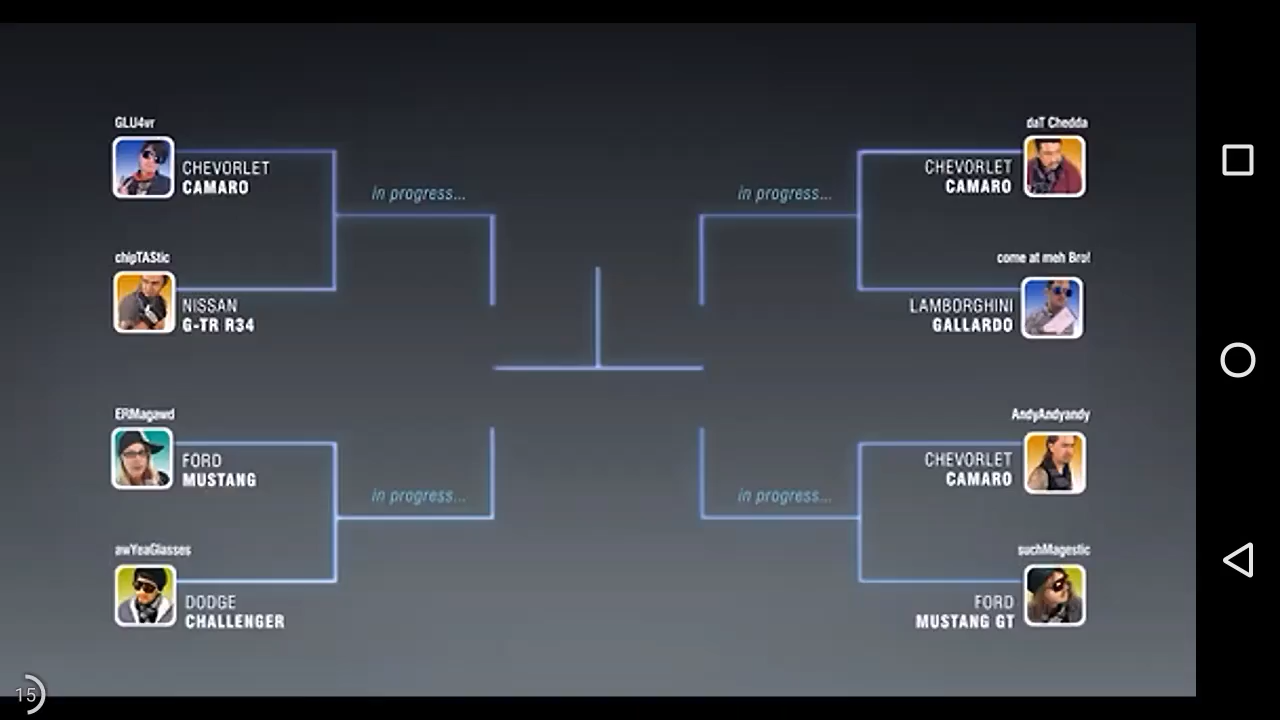 GLU4vr
CHEVORLET
CAMARO
in progress...
chipTAStic
NISSAN
G-TR R34
ERMagawd
FORD
MUSTANG
in progress...
awYeaGlasses
DODGE
CHALLENGER
daT Chedda
CHEVORLET
CAMARO
in progress...
come at meh Bro!
LAMBORGHINI
GALLARDO
AndyAndyandy
CHEVORLET
CAMARO
in progress...
suchMagestic
FORD
MUSTANG GT
15